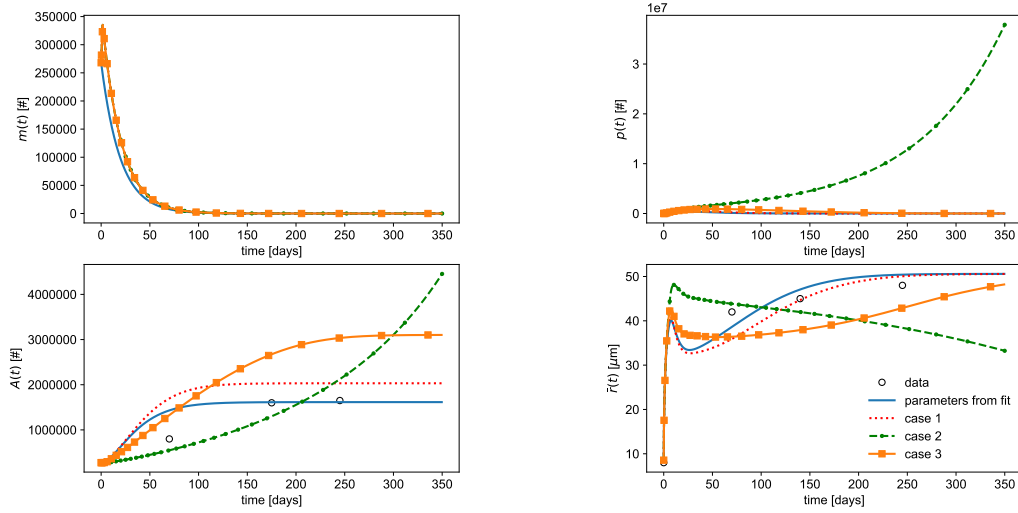 350000
300000
250000
200000
150000
100000
50000
0
m(t) [#]
0 50 100 150 200 250 300 350
time [days]
1e7
3
2
1
0
p(t) [#]
0 50 100 150 200 250 300 350
time [days]
4000000
3000000
2000000
1000000
A(t) [#]
0 50 100 150 200 250 300 350
time [days]
50
40
30
20
10
r̄(t) [μm]
data
parameters from fit
case 1
case 2
case 3
0 50 100 150 200 250 300 350
time [days]